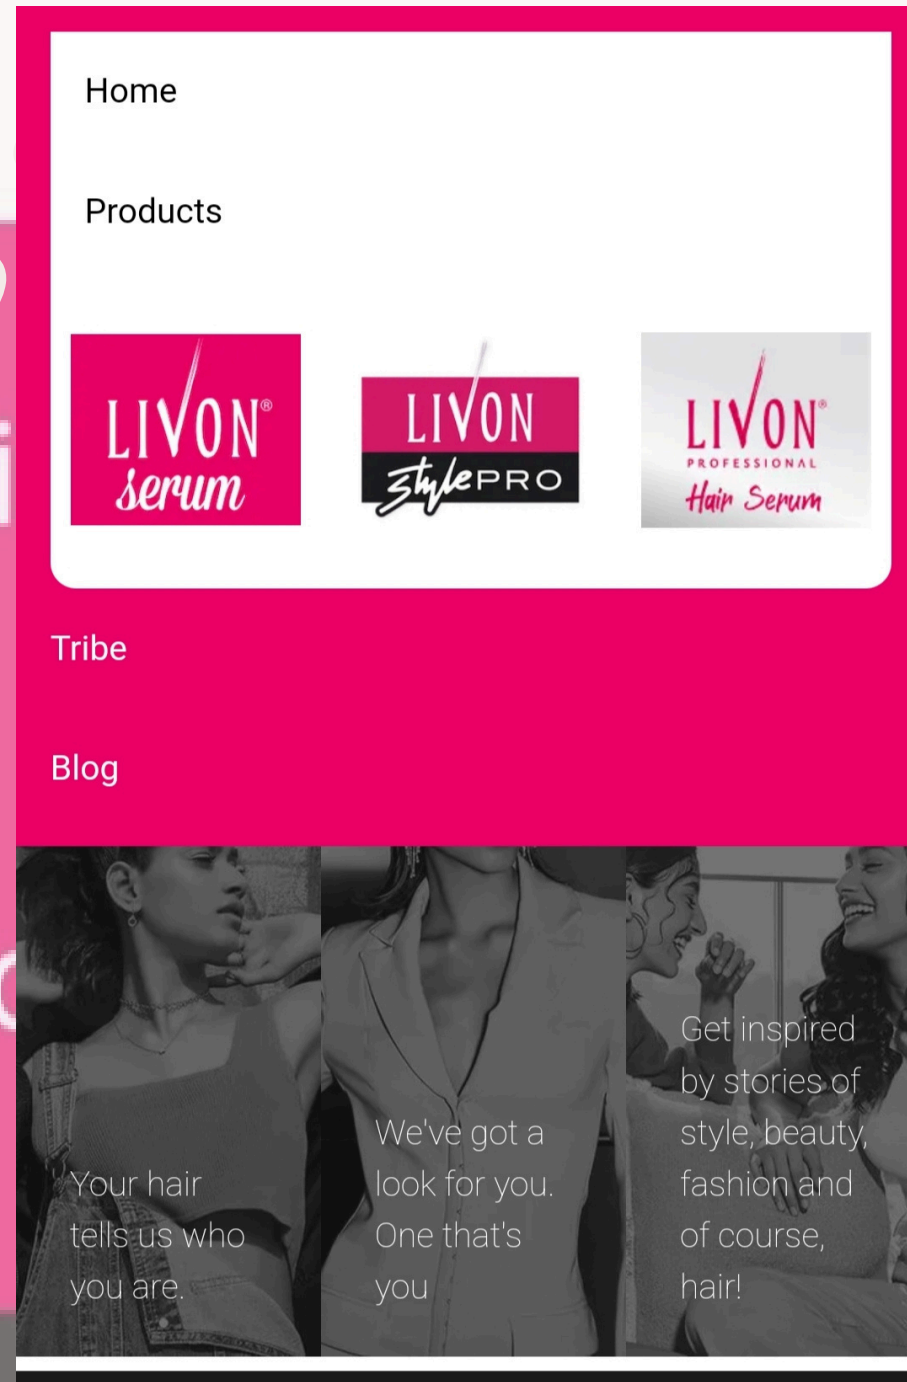 Home
Products
LIVON®
serum
LIVON
stylePRO
LIVON®
PROFESSIONAL
Hair Serum
Tribe
Blog
Your hair
tells us who
you are.
We've got a
look for you.
One that's
you
Get inspired
by stories of
style, beauty,
fashion and
of course,
hair!